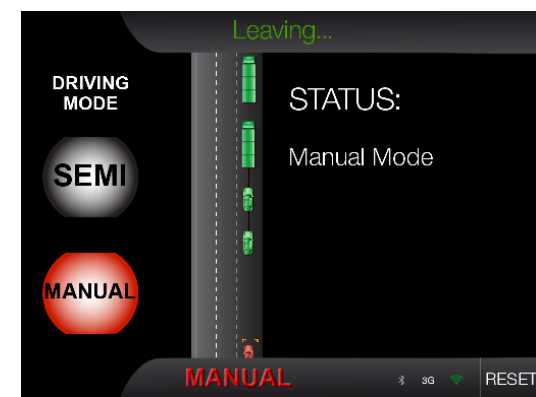 Leaving...
DRIVING
MODE
STATUS:
SEMI
Manual Mode
MANUAL
MANUAL
3G
RESET